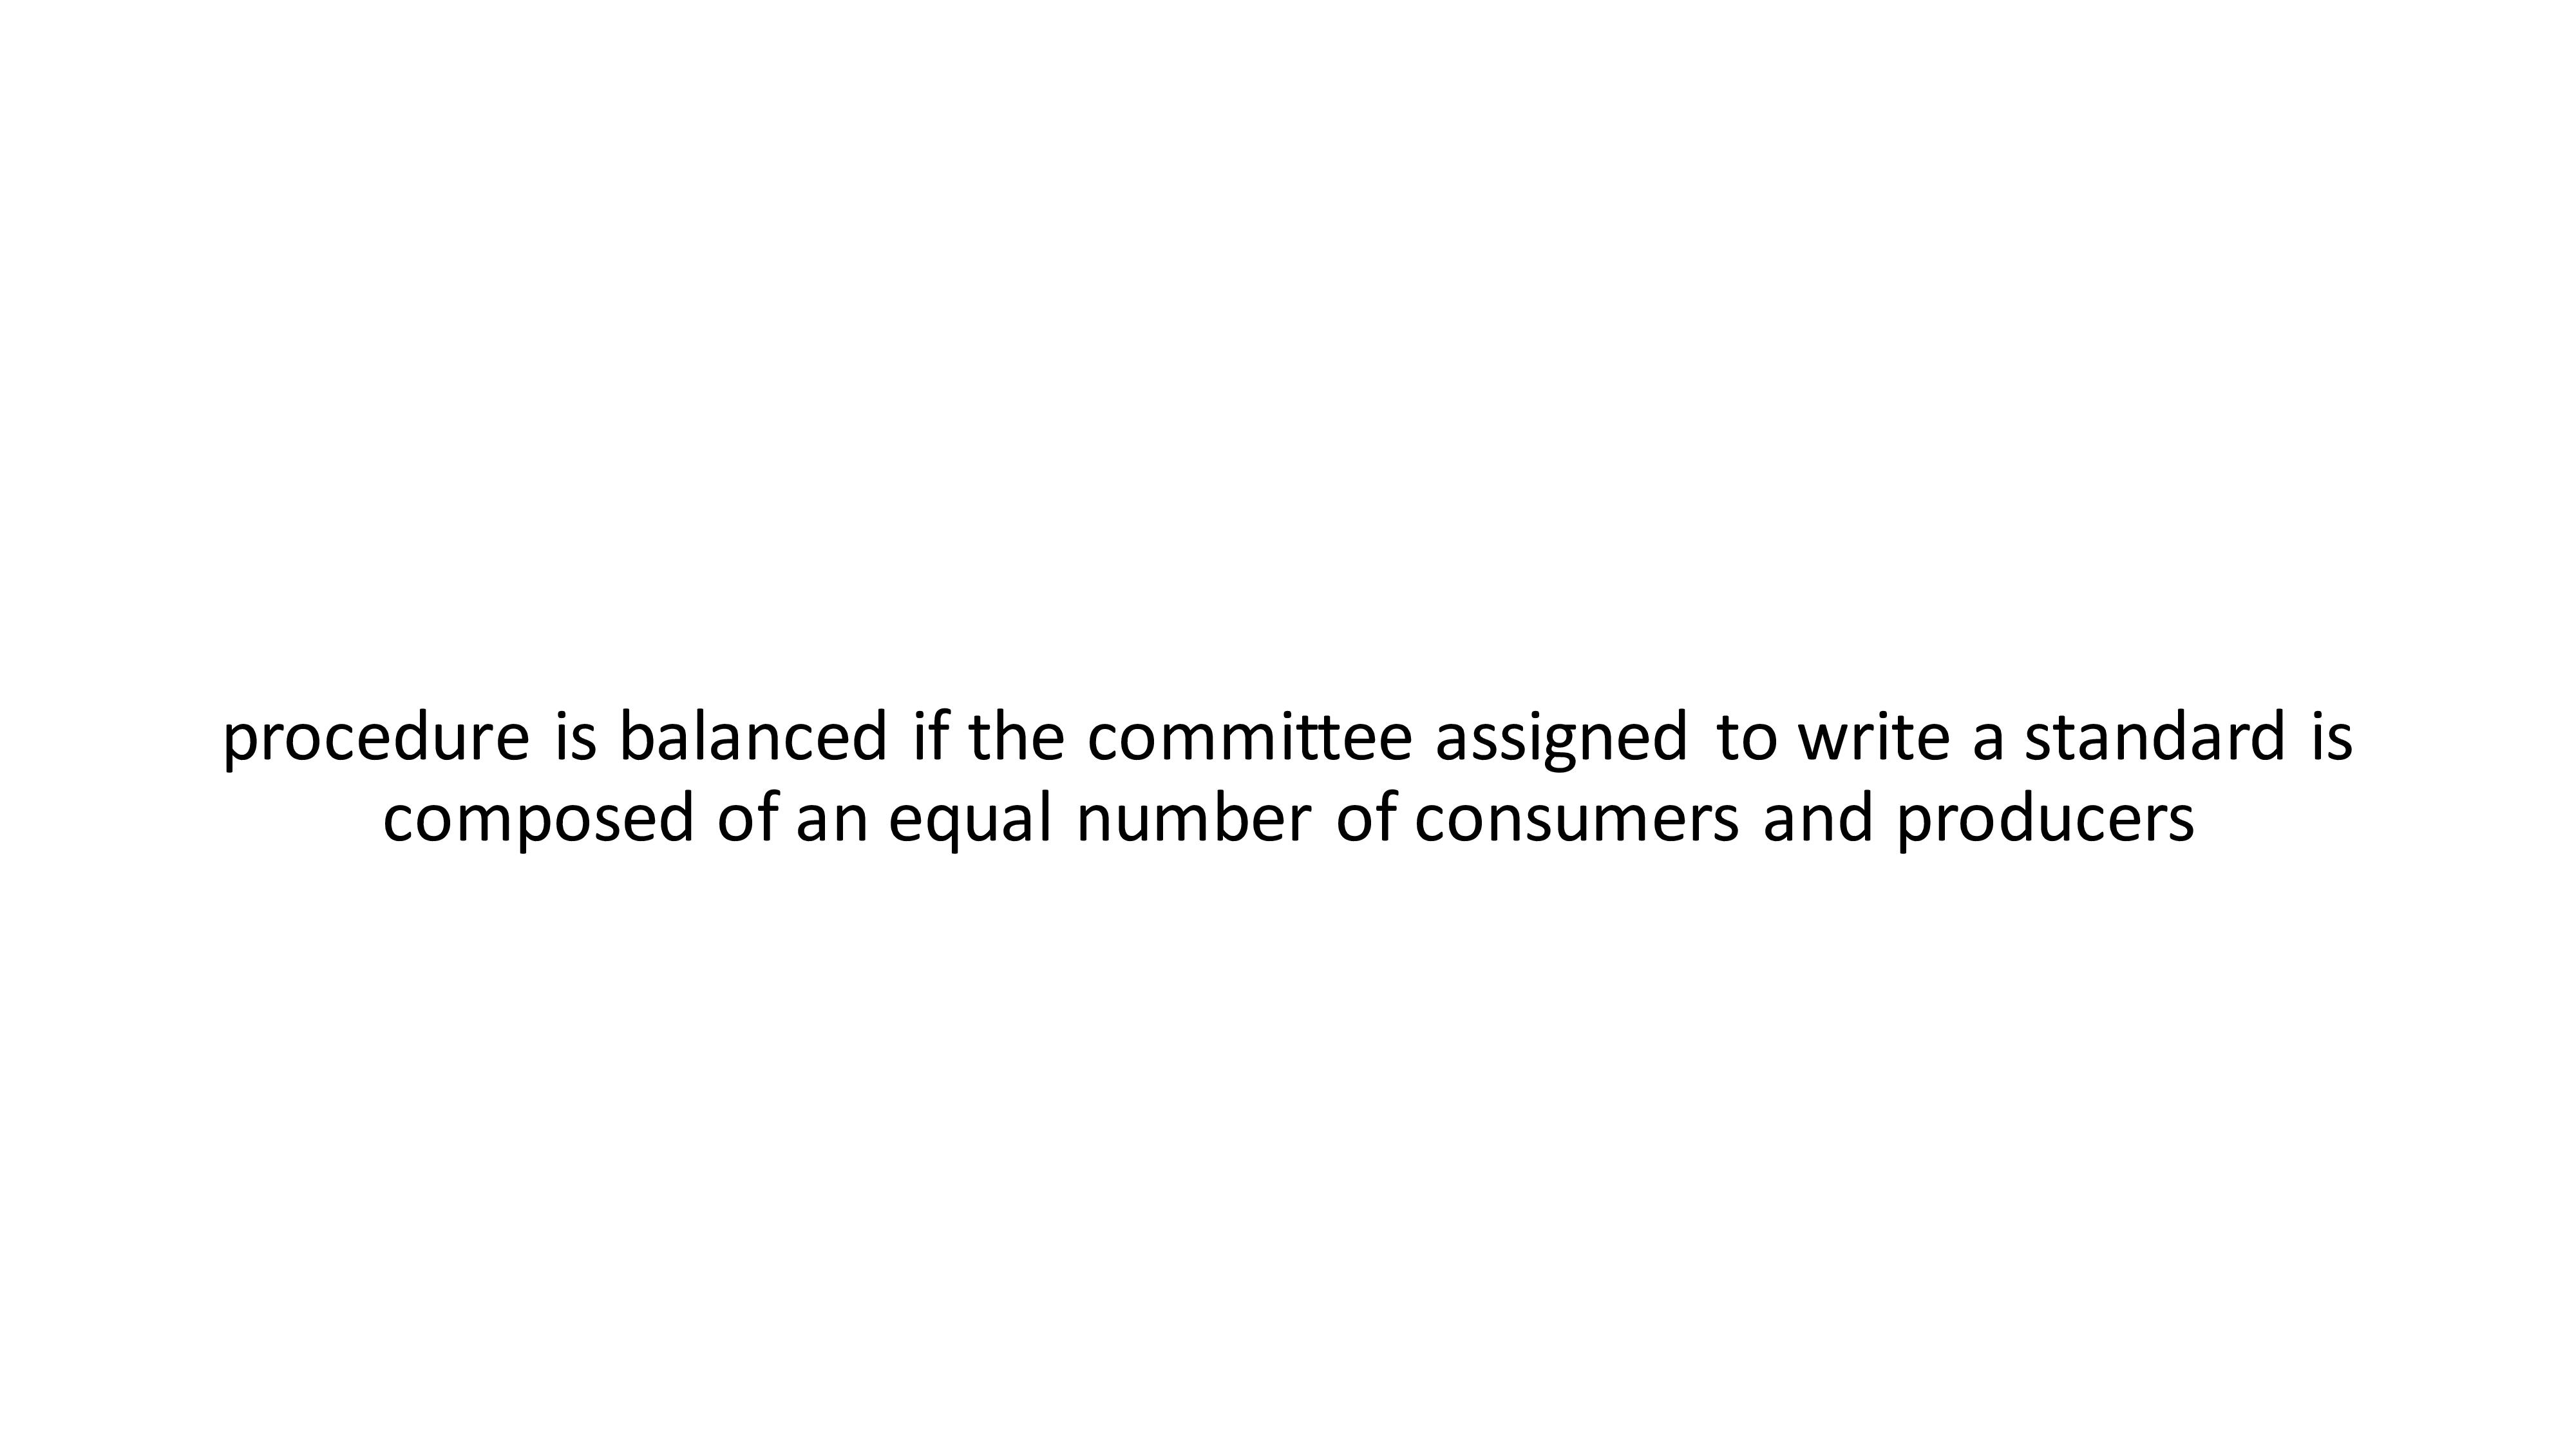 procedure is balanced if the committee assigned to write a standard is
composed of an equal number of consumers and producers